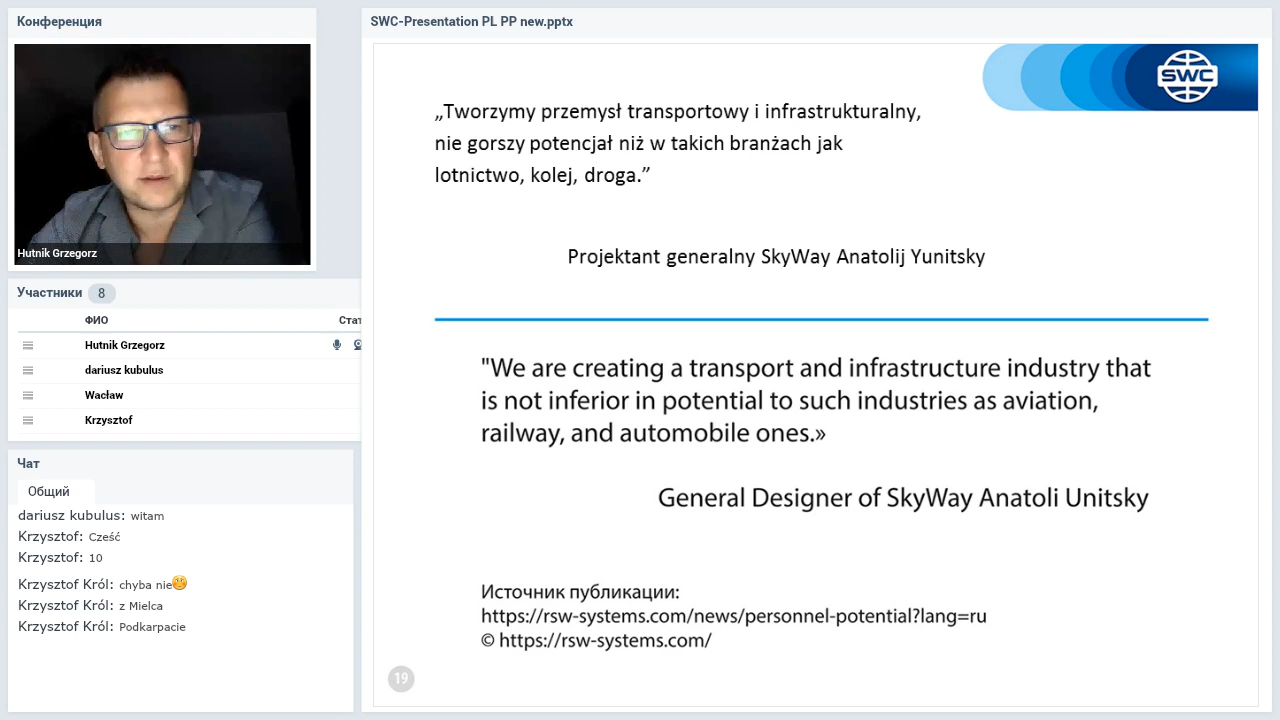 Конференция
Hutnik Grzegorz
Участники 8
ФИО Стат
Hutnik Grzegorz
dariusz kubulus
Wacław
Krzysztof
Чат
Общий
dariusz kubulus: witam
Krzysztof: Cześć
Krzysztof: 10
Krzysztof Król: chyba nie
Krzysztof Król: z Mielca
Krzysztof Król: Podkarpacie
SWC-Presentation PL PP new.pptx
SWC
„Tworzymy przemysł transportowy i infrastrukturalny,
nie gorszy potencjał niż w takich branżach jak
lotnictwo, kolej, droga.”
Projektant generalny SkyWay Anatolij Yunitsky
"We are creating a transport and infrastructure industry that
is not inferior in potential to such industries as aviation,
railway, and automobile ones.»
General Designer of SkyWay Anatoli Unitsky
Источник публикации:
https://rsw-systems.com/news/personnel-potential?lang=ru
© https://rsw-systems.com/
19